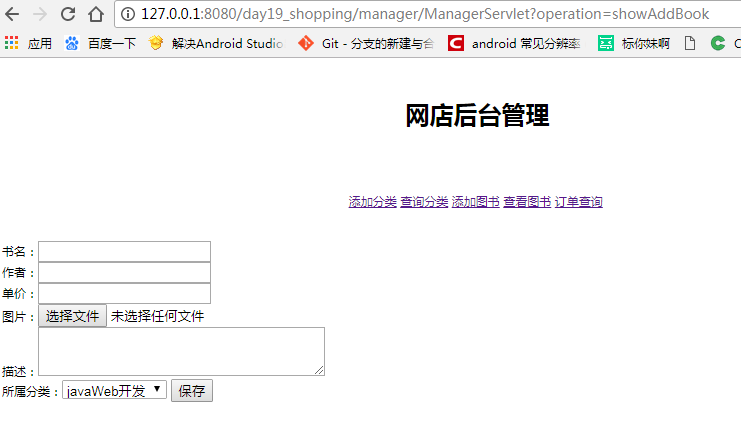 127.0.0.1:8080/day19_shopping/manager/ManagerServlet?operation=showAddBook
应用 百度一下 解决Android Studio Git - 分支的新建与合 android 常见分辨率 标你妹啊 C
网店后台管理
添加分类 查询分类 添加图书 查看图书 订单查询
书名：
作者：
单价：
图片：选择文件 未选择任何文件
描述：
所属分类：javaWeb开发 保存